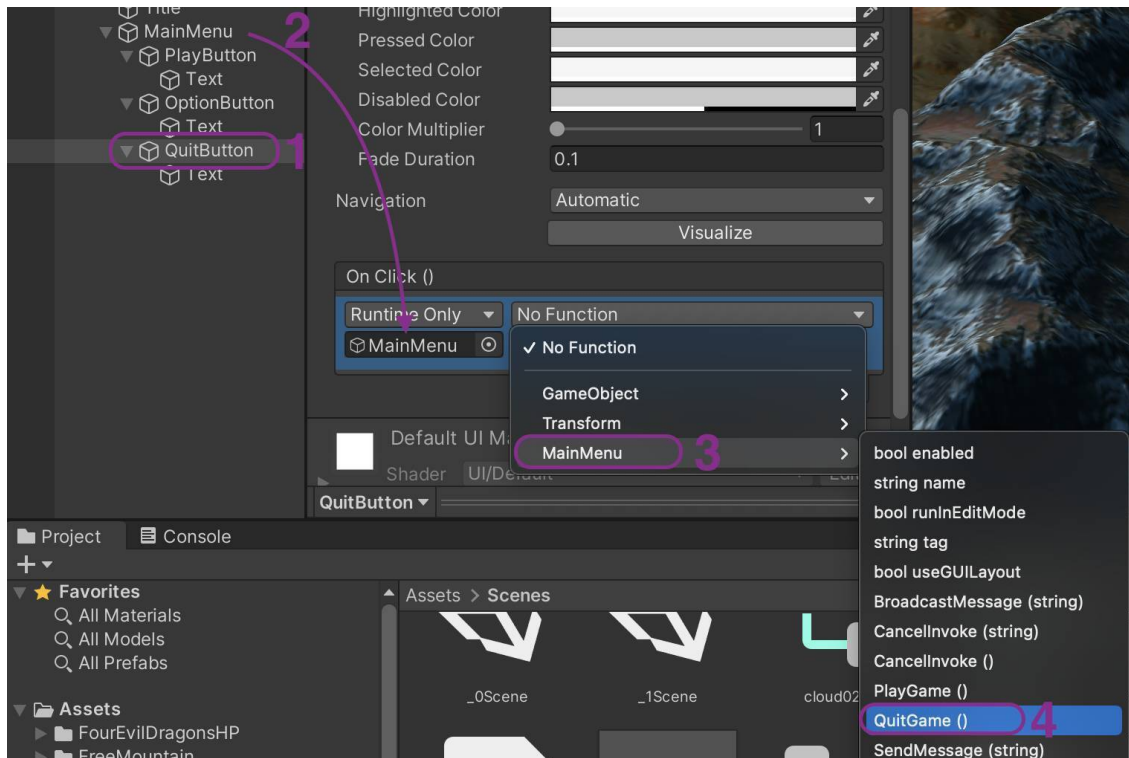 Title
MainMenu
PlayButton
Text
OptionButton
Text
QuitButton
Text
1
2
Highlighted Color
Pressed Color
Selected Color
Disabled Color
Color Multiplier
1
Fade Duration
0.1
Navigation
Automatic
Visualize
On Click ()
Runtime Only
No Function
MainMenu
No Function
GameObject
Transform
MainMenu
3
Default UI Ma
Shader
UI/Default
Edi
QuitButton
bool enabled
string name
bool runInEditMode
string tag
bool useGUILayout
BroadcastMessage (string)
CancelInvoke (string)
CancelInvoke ()
PlayGame ()
QuitGame ()
4
SendMessage (string)
Project
Console
Favorites
All Materials
All Models
All Prefabs
Assets
FourEvilDragonsHP
FreeMountain
Assets > Scenes
_0Scene
_1Scene
cloud02